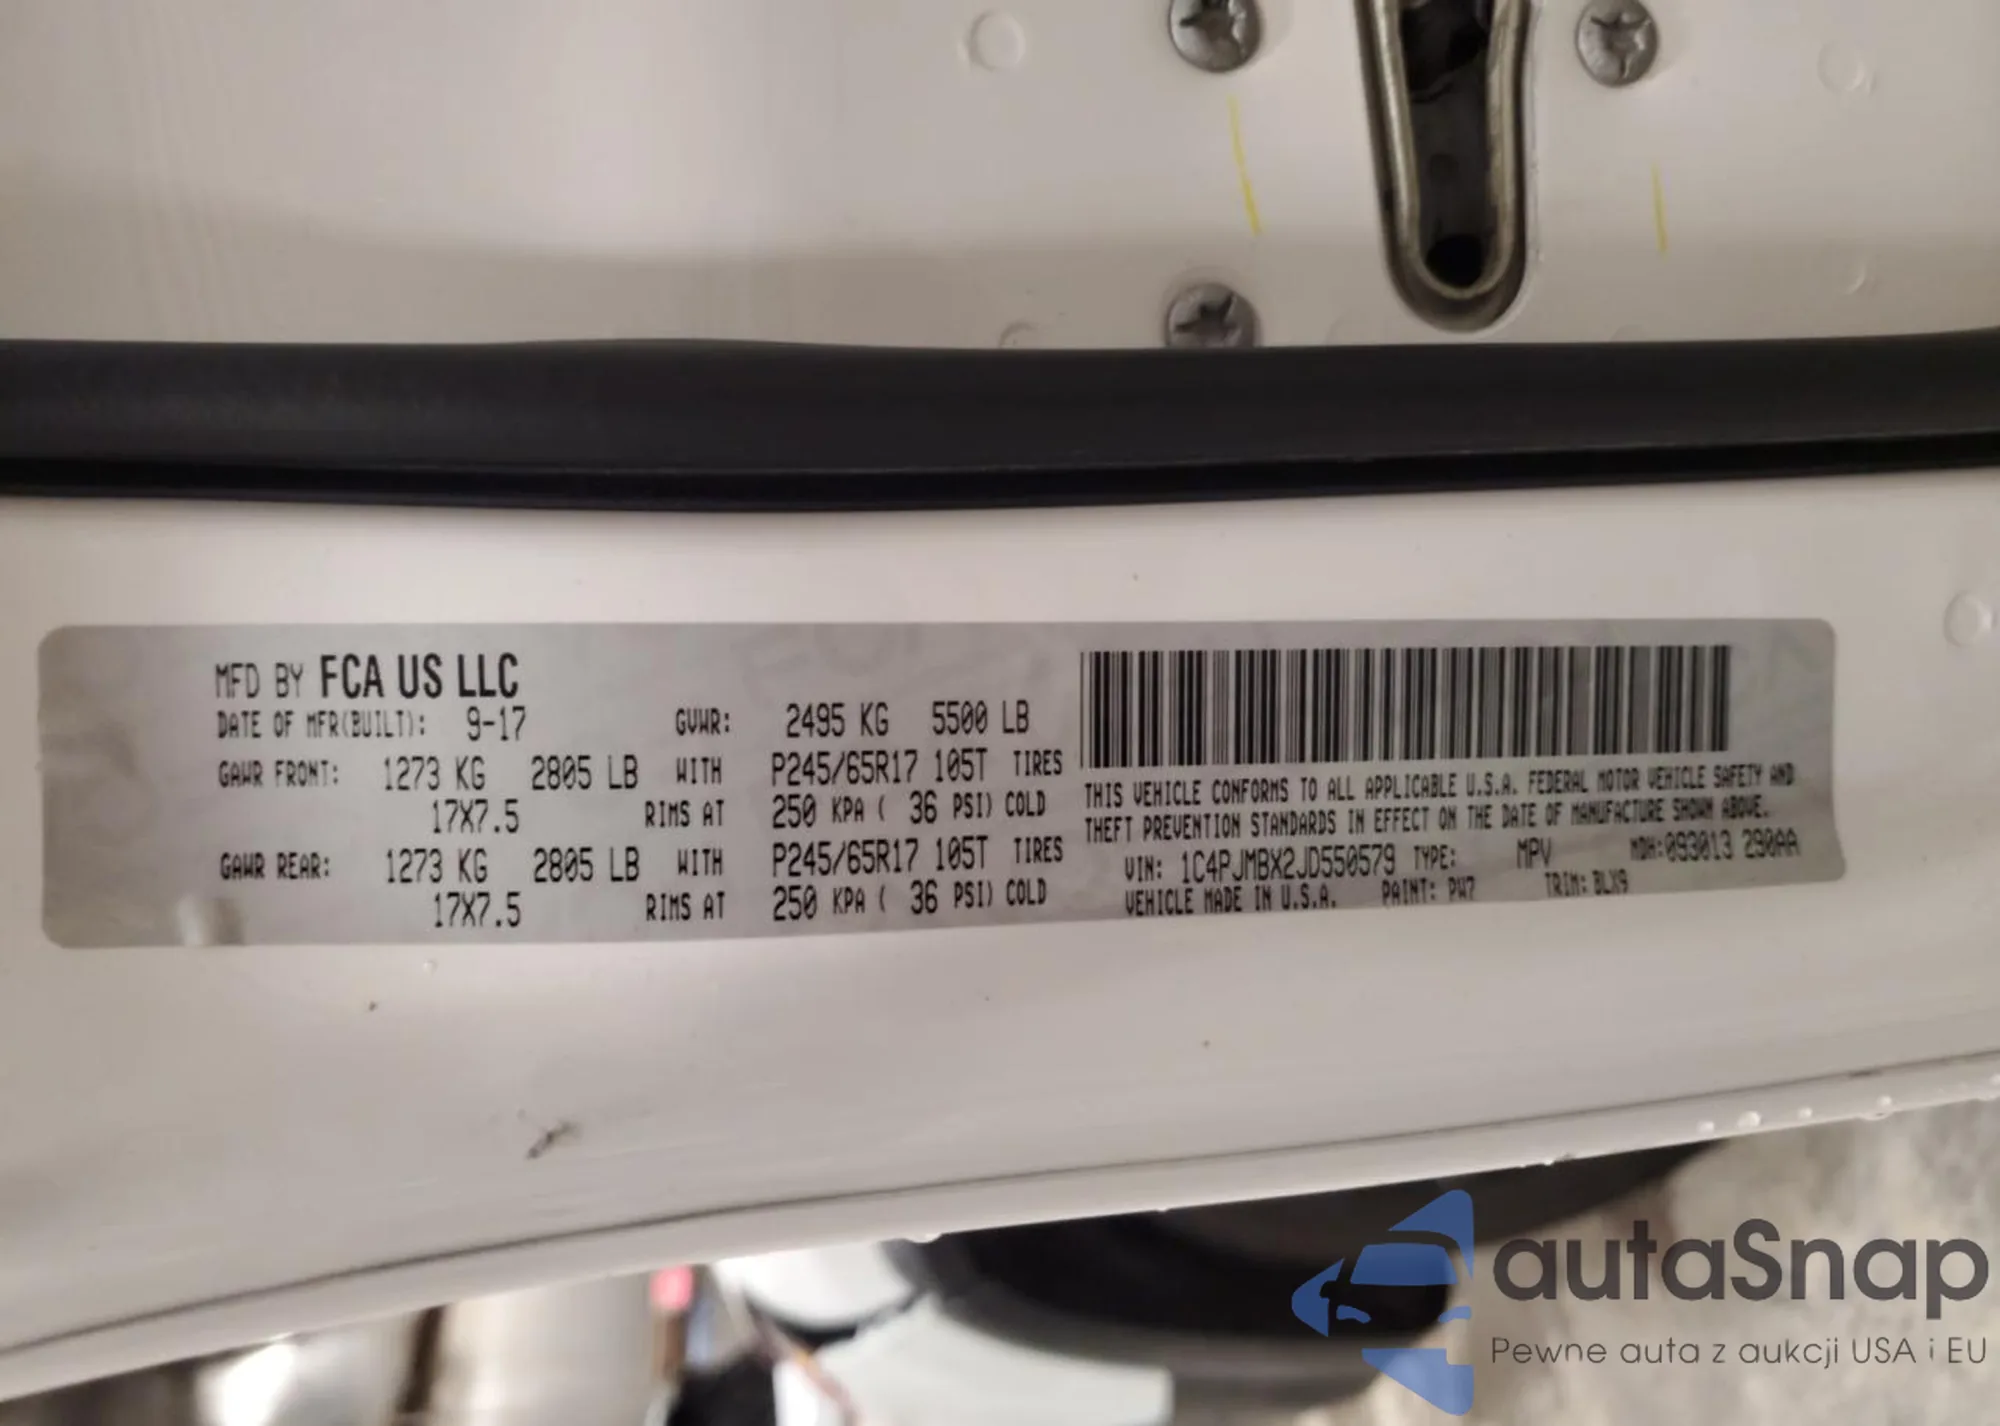 MFD BY FCA US LLC
DATE OF MFR(BUILT): 9-17 GVWR: 2495 KG 5500 LB
GAWR FRONT: 1273 KG 2805 LB WITH P245/65R17 105T TIRES
17X7.5 RIMS AT 250 KPA ( 36 PSI) COLD
GAWR REAR: 1273 KG 2805 LB WITH P245/65R17 105T TIRES
17X7.5 RIMS AT 250 KPA ( 36 PSI) COLD
THIS VEHICLE CONFORMS TO ALL APPLICABLE U.S.A. FEDERAL MOTOR VEHICLE SAFETY AND
THEFT PREVENTION STANDARDS IN EFFECT ON THE DATE OF MANUFACTURE SHOWN ABOVE.
VIN: 1C4PJMBX2JD550579 TYPE: MPV MDH:093013 290AA
VEHICLE MADE IN U.S.A. PAINT: PW7 TRIM: BLX9
autaSnap
Pewne auta z aukcji USA i EU